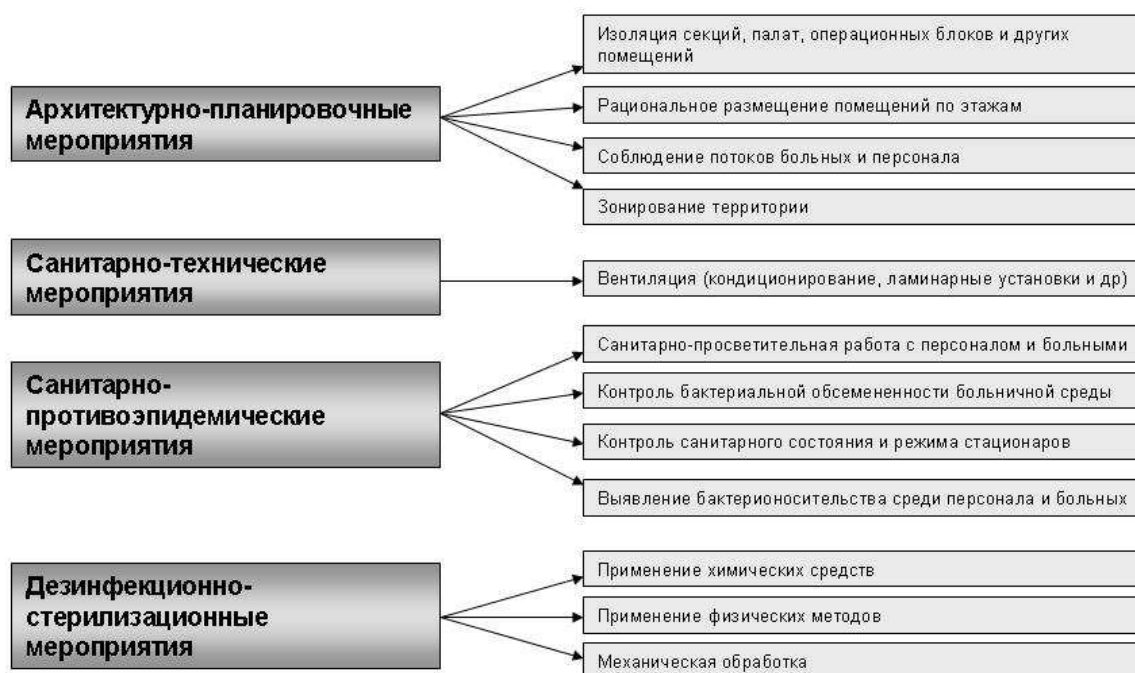 Архитектурно-планировочные
мероприятия
Изоляция секций, палат, операционных блоков и других
помещений
Рациональное размещение помещений по этажам
Соблюдение потоков больных и персонала
Зонирование территории
Санитарно-технические
мероприятия
Вентиляция (кондиционирование, ламинарные установки и др)
Санитарно-
противоэпидемические
мероприятия
Санитарно-просветительная работа с персоналом и больными
Контроль бактериальной обсемененности больничной среды
Контроль санитарного состояния и режима стационаров
Выявление бактерионосительства среди персонала и больных
Дезинфекционно-
стерилизационные
мероприятия
Применение химических средств
Применение физических методов
Механическая обработка